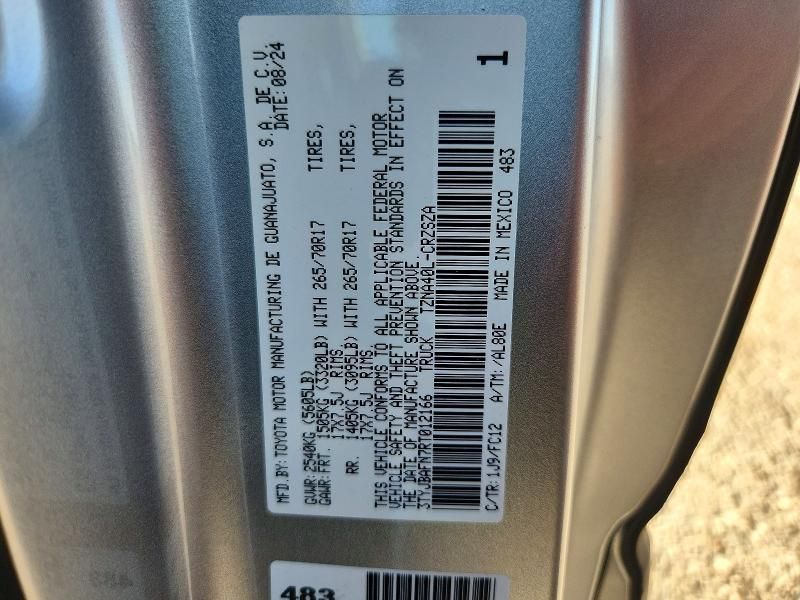 MFD.BY:TOYOTA MOTOR MANUFACTURING DE GUANAJUATO, S.A. DE C.V.
DATE: 08/24
GVWR:2540KG (5605LB)
GAWR:FRT. 1505KG (3320LB) WITH 265/70R17 TIRES,
17X7.5J RIMS.
RR. 1405KG (3095LB) WITH 265/70R17 TIRES,
17X7.5J RIMS.
THIS VEHICLE CONFORMS TO ALL APPLICABLE FEDERAL MOTOR
VEHICLE SAFETY AND THEFT PREVENTION STANDARDS IN EFFECT ON
THE DATE OF MANUFACTURE SHOWN ABOVE.
3TYJBAFN7RT012166 TRUCK TZNA40L-CRZSZA
C/TR:1J9/FC12 A/TM:/AL80E MADE IN MEXICO 483
1
483